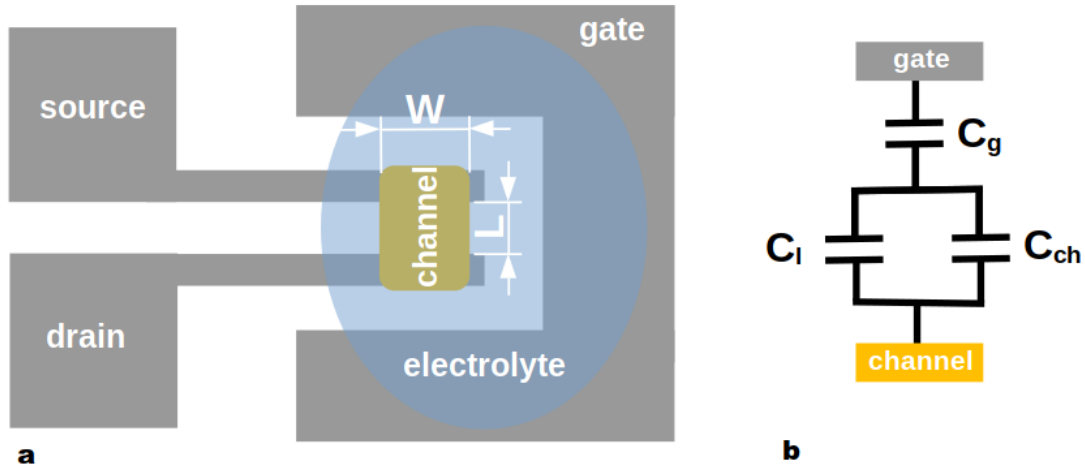 gate
source
W
channel
L
drain
electrolyte
a
gate
Cg
Cl
Cch
channel
b